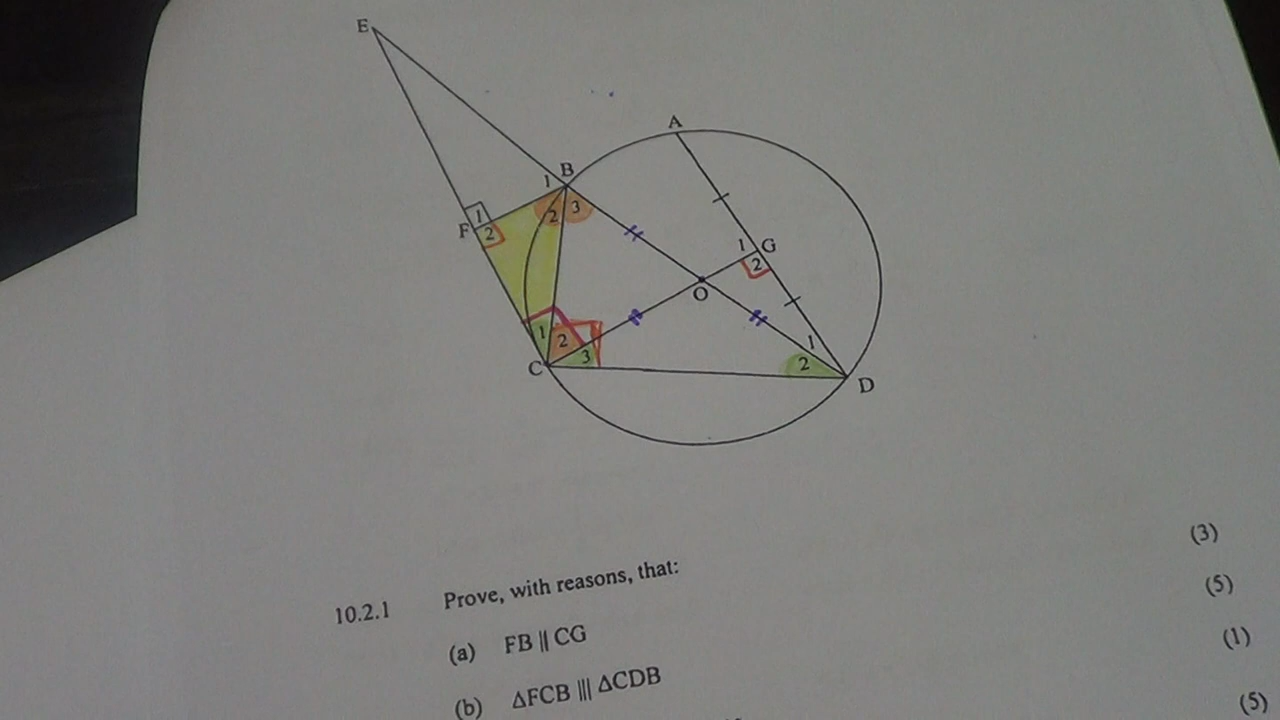 E
A
B
1
2 3
1
F 2
1 G
2
O
1
2
3
1
2
C
D
(3)
10.2.1 Prove, with reasons, that:
(5)
(a) FB || CG
(1)
(b) ΔFCB ||| ΔCDB
(5)